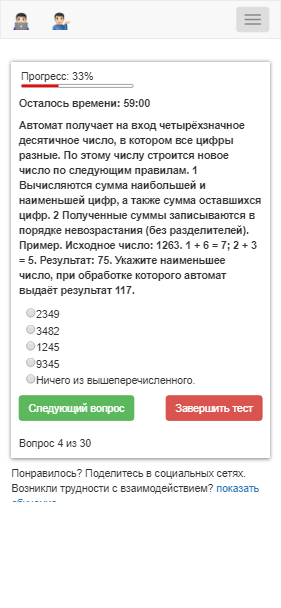 Прогресс: 33%
Осталось времени: 59:00
Автомат получает на вход четырёхзначное
десятичное число, в котором все цифры
разные. По этому числу строится новое
число по следующим правилам. 1
Вычисляются сумма наибольшей и
наименьшей цифр, а также сумма оставшихся
цифр. 2 Полученные суммы записываются в
порядке невозрастания (без разделителей).
Пример. Исходное число: 1263. 1 + 6 = 7; 2 + 3
= 5. Результат: 75. Укажите наименьшее
число, при обработке которого автомат
выдаёт результат 117.
2349
3482
1245
9345
Ничего из вышеперечисленного.
Следующий вопрос
Завершить тест
Вопрос 4 из 30
Понравилось? Поделитесь в социальных сетях.
Возникли трудности с взаимодействием? показать